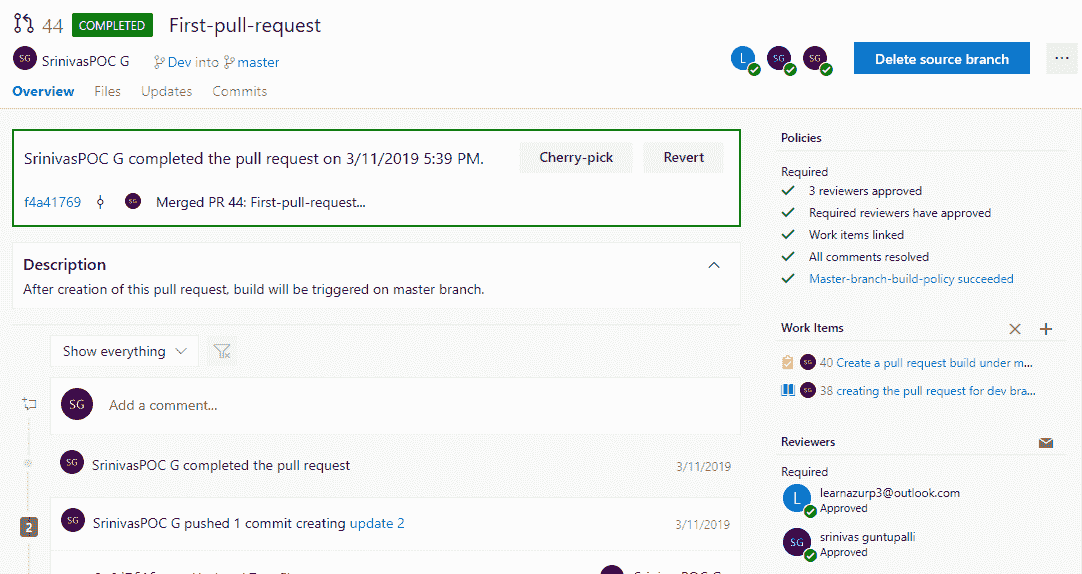 44 COMPLETED First-pull-request
SG SrinivasPOC G Dev into master
L SG SG Delete source branch ...
Overview Files Updates Commits
SrinivasPOC G completed the pull request on 3/11/2019 5:39 PM. Cherry-pick Revert
f4a41769 SG Merged PR 44: First-pull-request...
Description
After creation of this pull request, build will be triggered on master branch.
Show everything
SG Add a comment...
SG SrinivasPOC G completed the pull request 3/11/2019
2 SG SrinivasPOC G pushed 1 commit creating update 2 3/11/2019
Policies
Required
3 reviewers approved
Required reviewers have approved
Work items linked
All comments resolved
Master-branch-build-policy succeeded
Work Items
SG 40 Create a pull request build under m...
SG 38 creating the pull request for dev bra...
Reviewers
Required
L learnazurp3@outlook.com
Approved
SG srinivas guntupalli
Approved